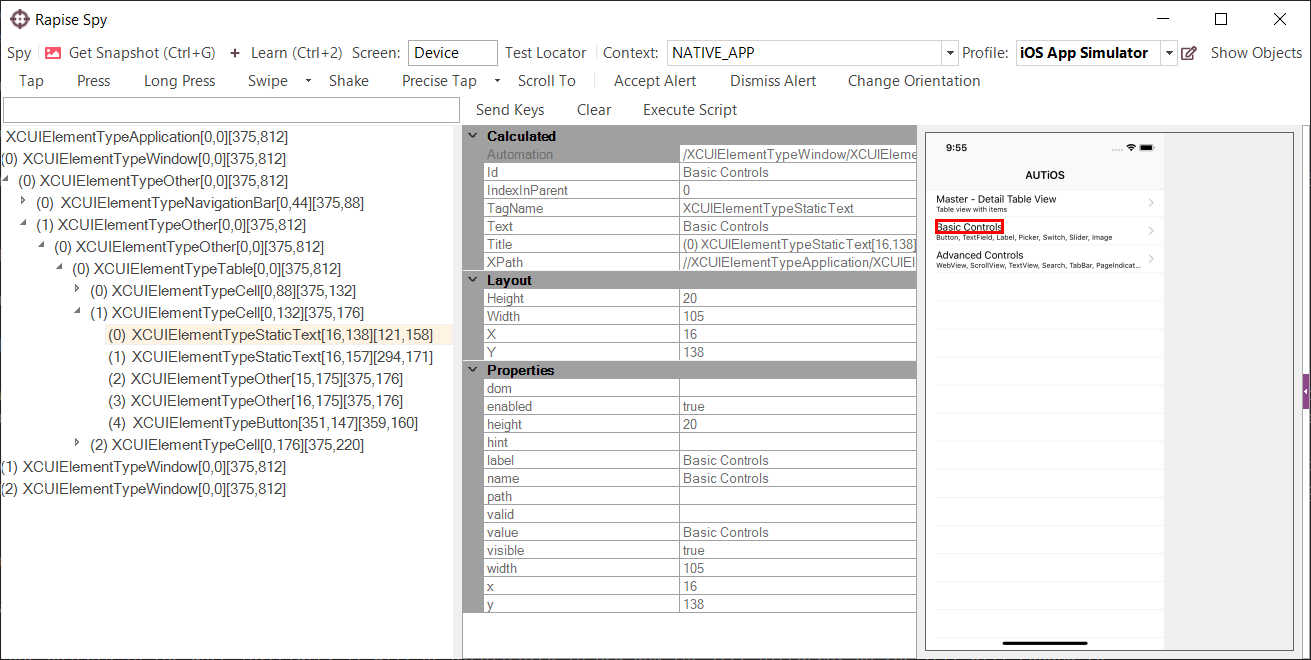 Rapise Spy
Spy Get Snapshot (Ctrl+G) + Learn (Ctrl+2) Screen: Device Test Locator Context: NATIVE_APP Profile: iOS App Simulator Show Objects
Tap Press Long Press Swipe Shake Precise Tap Scroll To Accept Alert Dismiss Alert Change Orientation
Send Keys Clear Execute Script
XCUIElementTypeApplication[0,0][375,812]
(0) XCUIElementTypeWindow[0,0][375,812]
(0) XCUIElementTypeOther[0,0][375,812]
(0) XCUIElementTypeNavigationBar[0,44][375,88]
(1) XCUIElementTypeOther[0,0][375,812]
(0) XCUIElementTypeOther[0,0][375,812]
(0) XCUIElementTypeTable[0,0][375,812]
(0) XCUIElementTypeCell[0,88][375,132]
(1) XCUIElementTypeCell[0,132][375,176]
(0) XCUIElementTypeStaticText[16,138][121,158]
(1) XCUIElementTypeStaticText[16,157][294,171]
(2) XCUIElementTypeOther[15,175][375,176]
(3) XCUIElementTypeOther[16,175][375,176]
(4) XCUIElementTypeButton[351,147][359,160]
(2) XCUIElementTypeCell[0,176][375,220]
(1) XCUIElementTypeWindow[0,0][375,812]
(2) XCUIElementTypeWindow[0,0][375,812]
Calculated
Automation /XCUIElementTypeWindow/XCUIEleme
Id Basic Controls
IndexInParent 0
TagName XCUIElementTypeStaticText
Text Basic Controls
Title (0) XCUIElementTypeStaticText[16,138]
XPath //XCUIElementTypeApplication/XCUIEl
Layout
Height 20
Width 105
X 16
Y 138
Properties
dom
enabled true
height 20
hint
label Basic Controls
name Basic Controls
path
valid
value Basic Controls
visible true
width 105
x 16
y 138
9:55
AUTiOS
Master - Detail Table View
Table view with items
Basic Controls
Button, TextField, Label, Picker, Switch, Slider, Image
Advanced Controls
WebView, ScrollView, TextView, Search, TabBar, PageIndicat...